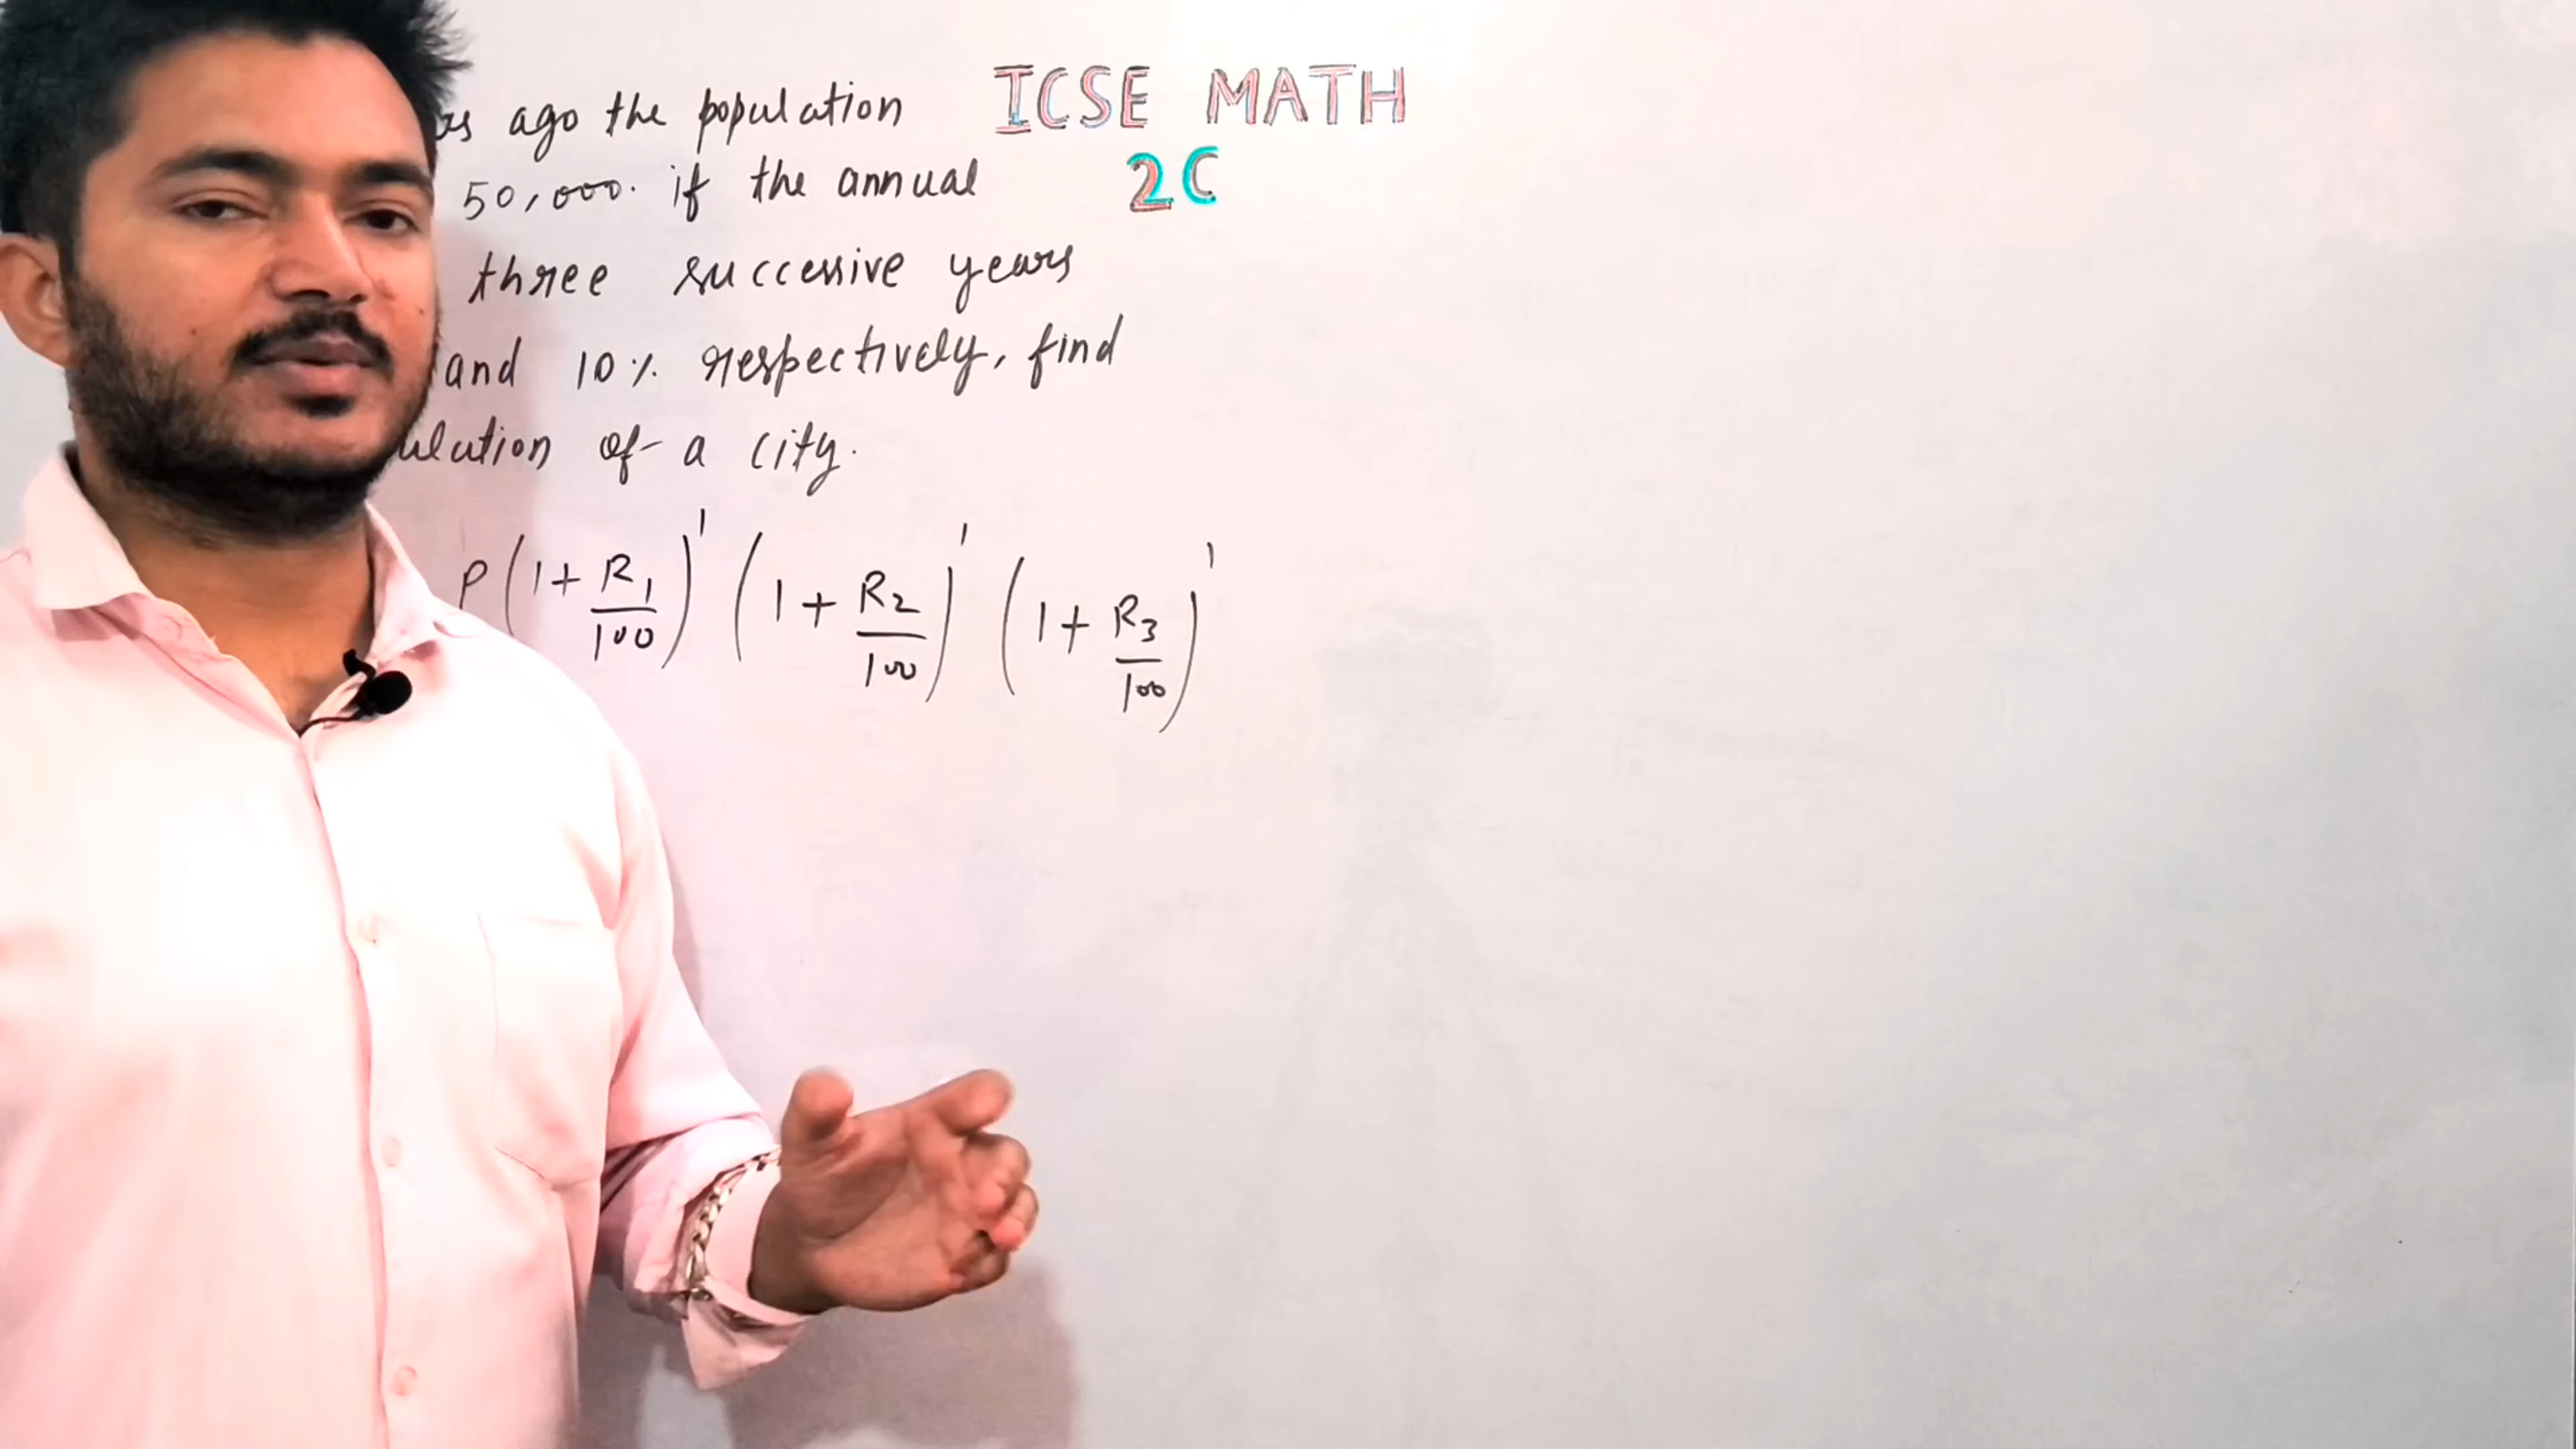 ago the population
ICSE MATH
50,000. if the annual
2C
three successive years
and 10% respectively, find
of a city.
P(1+R₁/100)¹ (1+R₂/100)¹ (1+R₃/100)¹